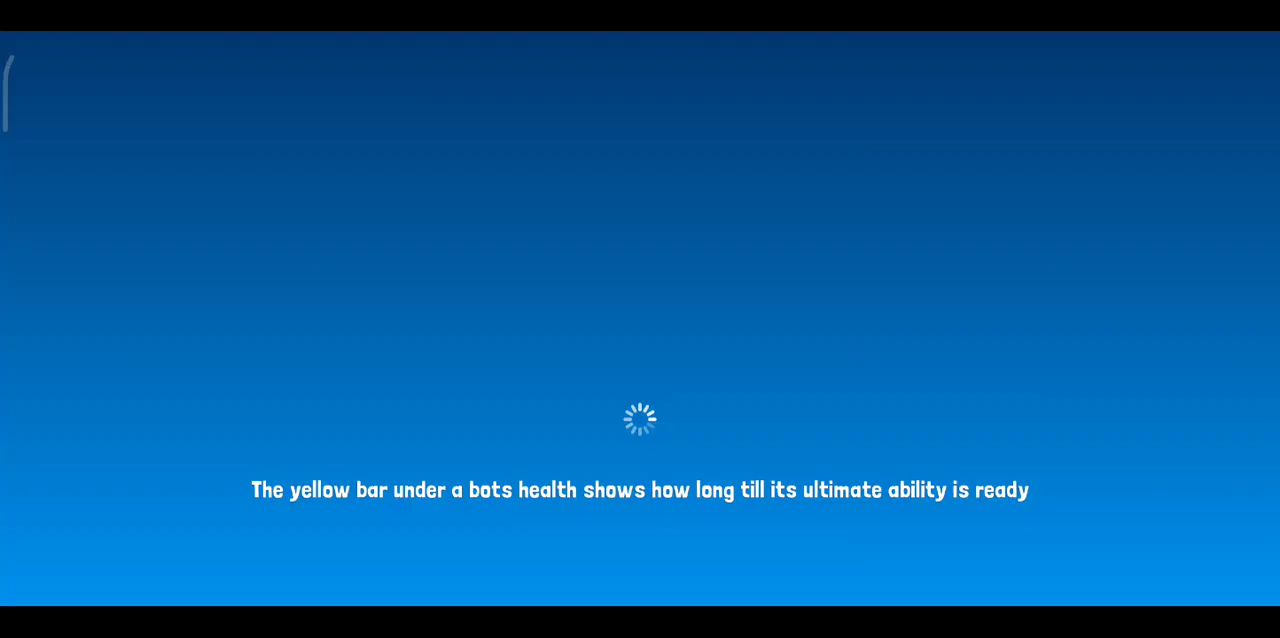 The yellow bar under a bots health shows how long till its ultimate ability is ready